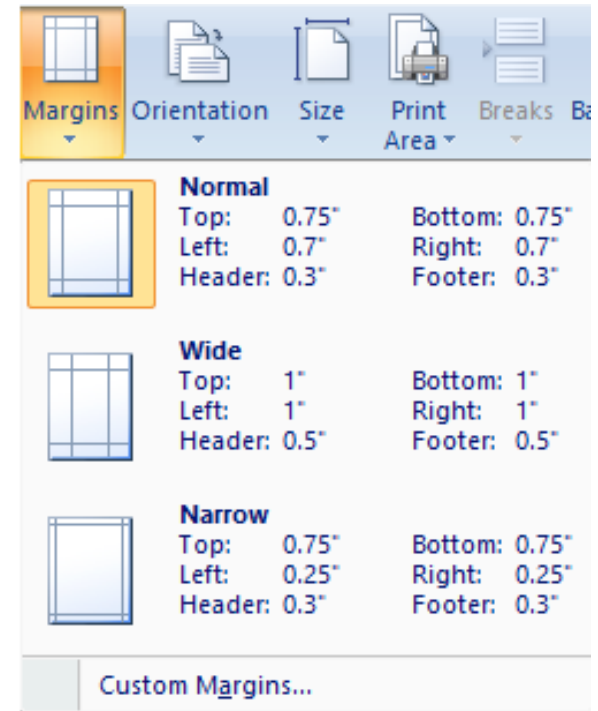 Margins Orientation Size Print Breaks Ba
Area
Normal
Top: 0.75" Bottom: 0.75"
Left: 0.7" Right: 0.7"
Header: 0.3" Footer: 0.3"
Wide
Top: 1" Bottom: 1"
Left: 1" Right: 1"
Header: 0.5" Footer: 0.5"
Narrow
Top: 0.75" Bottom: 0.75"
Left: 0.25" Right: 0.25"
Header: 0.3" Footer: 0.3"
Custom Margins...